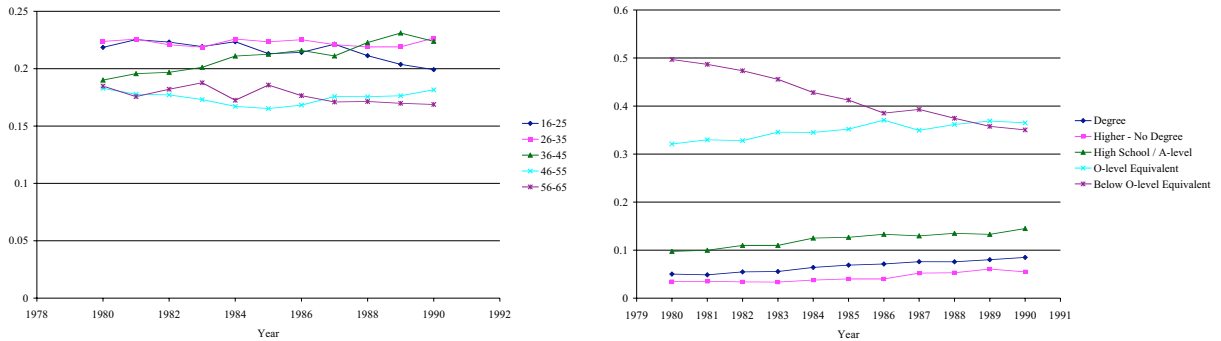 0.25
0.2
0.15
0.1
0.05
0
1978 1980 1982 1984 1986 1988 1990 1992
Year
16-25
26-35
36-45
46-55
56-65
0.6
0.5
0.4
0.3
0.2
0.1
0
1979 1980 1981 1982 1983 1984 1985 1986 1987 1988 1989 1990 1991
Year
Degree
Higher - No Degree
High School / A-level
O-level Equivalent
Below O-level Equivalent